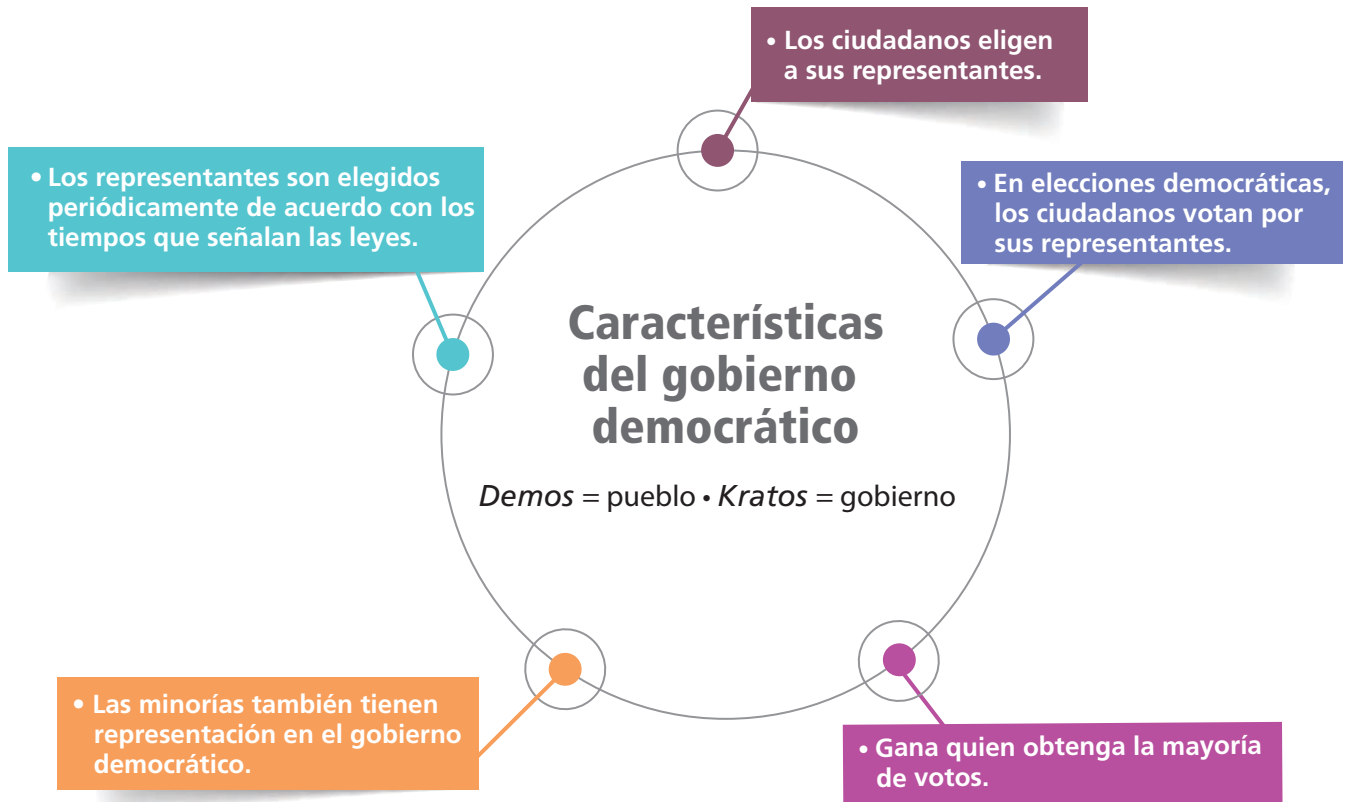 • Los ciudadanos eligen
a sus representantes.
• Los representantes son elegidos
periódicamente de acuerdo con los
tiempos que señalan las leyes.
• En elecciones democráticas,
los ciudadanos votan por
sus representantes.
Características
del gobierno
democrático
Demos = pueblo • Kratos = gobierno
• Las minorías también tienen
representación en el gobierno
democrático.
• Gana quien obtenga la mayoría
de votos.